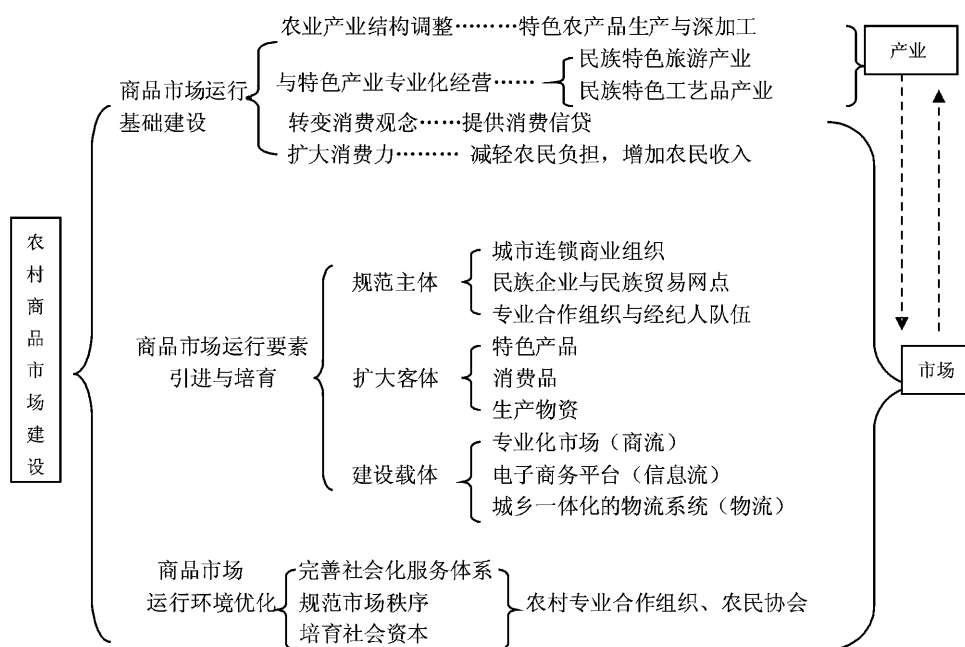 农业产业结构调整………特色农产品生产与深加工
产业
民族特色旅游产业
与特色产业专业化经营……
民族特色工艺品产业
商品市场运行
基础建设
转变消费观念……提供消费信贷
扩大消费力……… 减轻农民负担，增加农民收入
农村商品市场建设
城市连锁商业组织
规范主体
民族企业与民族贸易网点
专业合作组织与经纪人队伍
商品市场运行要素
引进与培育
特色产品
扩大客体
消费品
生产物资
市场
专业化市场（商流）
建设载体
电子商务平台（信息流）
城乡一体化的物流系统（物流）
商品市场
运行环境优化
完善社会化服务体系
规范市场秩序
培育社会资本
农村专业合作组织、农民协会